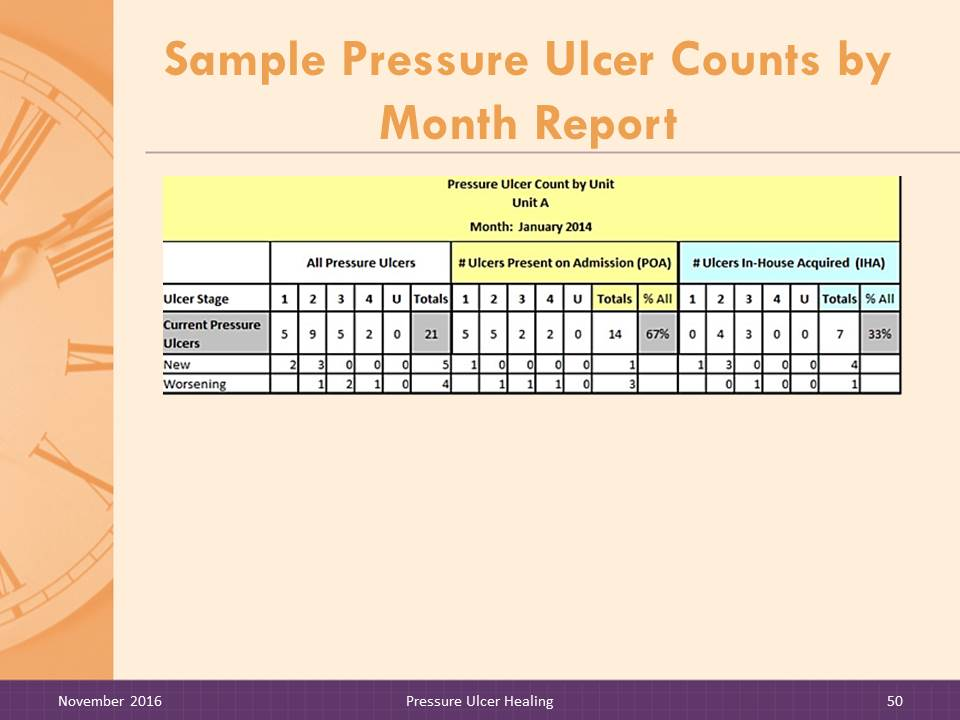 Sample Pressure Ulcer Counts by
Month Report
Pressure Ulcer Count by Unit
Unit A
Month: January 2014
All Pressure Ulcers # Ulcers Present on Admission (POA) # Ulcers In-House Acquired (IHA)
Ulcer Stage 1 2 3 4 U Totals 1 2 3 4 U Totals % All 1 2 3 4 U Totals % All
Current Pressure
Ulcers 5 9 5 2 0 21 5 5 2 2 0 14 67% 0 4 3 0 0 7 33%
New 2 3 0 0 0 5 1 0 0 0 0 1 1 3 0 0 0 4
Worsening 1 2 1 0 4 1 1 1 0 3 0 1 0 0 1
November 2016 Pressure Ulcer Healing 50